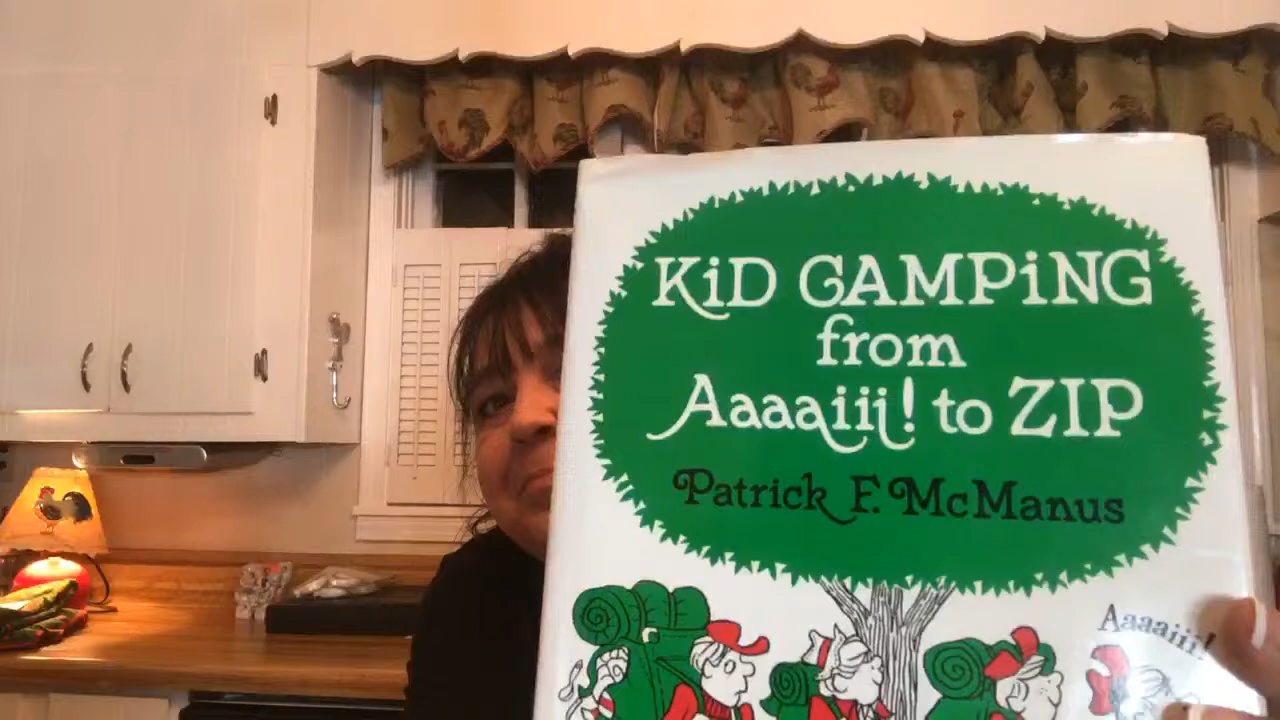 KiD CAMPiNG
from
Aaaaiii! to ZIP
Patrick F. McManus
Aaaaiii!